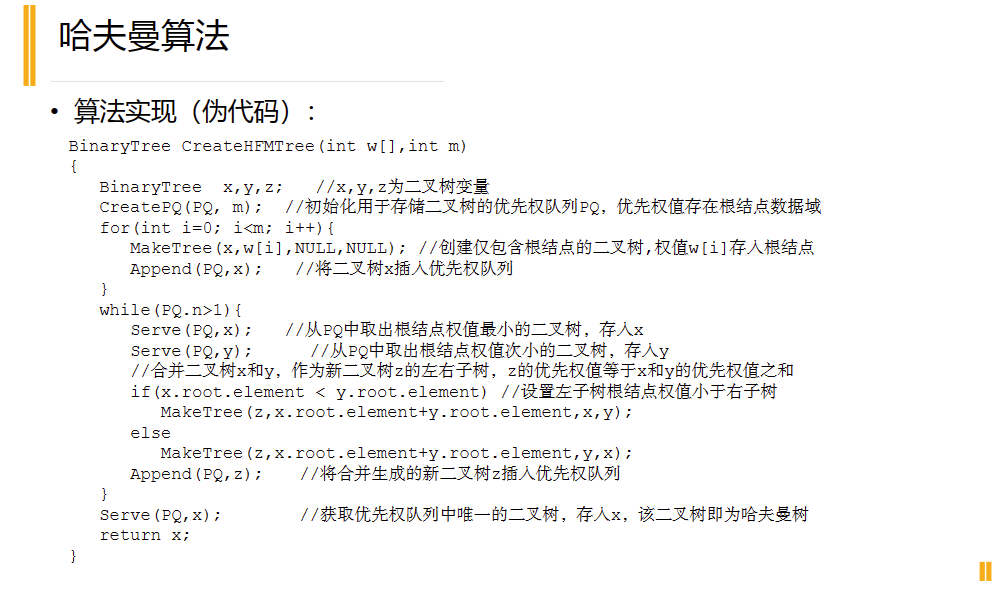 哈夫曼算法
• 算法实现（伪代码）：
BinaryTree CreateHFMTree(int w[],int m)
{
BinaryTree  x,y,z;   //x,y,z为二叉树变量
CreatePQ(PQ, m);  //初始化用于存储二叉树的优先权队列PQ，优先权值存在根结点数据域
for(int i=0; i<m; i++){
MakeTree(x,w[i],NULL,NULL); //创建仅包含根结点的二叉树,权值w[i]存入根结点
Append(PQ,x);   //将二叉树x插入优先权队列
}
while(PQ.n>1){
Serve(PQ,x);   //从PQ中取出根结点权值最小的二叉树，存入x
Serve(PQ,y);     //从PQ中取出根结点权值次小的二叉树，存入y
//合并二叉树x和y，作为新二叉树z的左右子树，z的优先权值等于x和y的优先权值之和
if(x.root.element < y.root.element) //设置左子树根结点权值小于右子树
MakeTree(z,x.root.element+y.root.element,x,y);
else
MakeTree(z,x.root.element+y.root.element,y,x);
Append(PQ,z);   //将合并生成的新二叉树z插入优先权队列
}
Serve(PQ,x);       //获取优先权队列中唯一的二叉树，存入x，该二叉树即为哈夫曼树
return x;
}